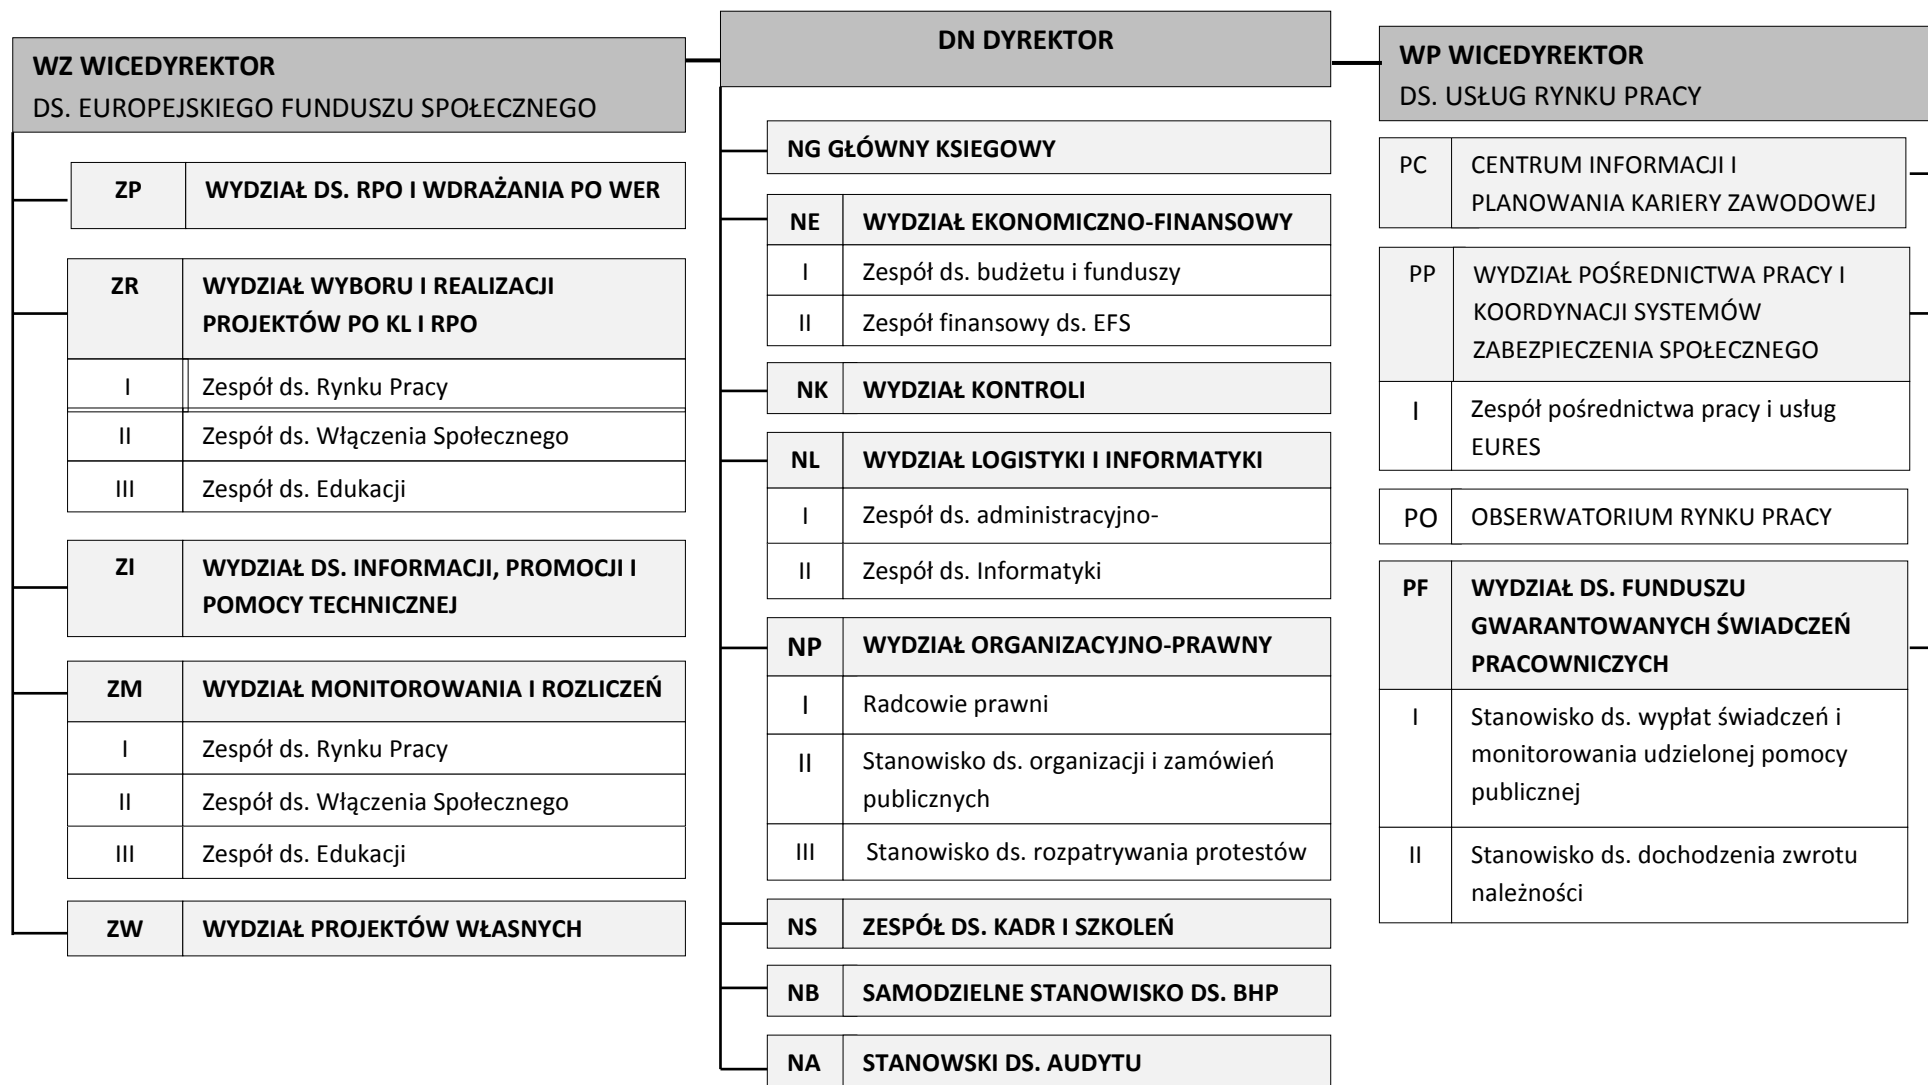 WZ WICEDYREKTOR
DS. EUROPEJSKIEGO FUNDUSZU SPOŁECZNEGO
ZP WYDZIAŁ DS. RPO I WDRAŻANIA PO WER
ZR WYDZIAŁ WYBORU I REALIZACJI
PROJEKTÓW PO KL I RPO
I Zespół ds. Rynku Pracy
II Zespół ds. Włączenia Społecznego
III Zespół ds. Edukacji
ZI WYDZIAŁ DS. INFORMACJI, PROMOCJI I
POMOCY TECHNICZNEJ
ZM WYDZIAŁ MONITOROWANIA I ROZLICZEŃ
I Zespół ds. Rynku Pracy
II Zespół ds. Włączenia Społecznego
III Zespół ds. Edukacji
ZW WYDZIAŁ PROJEKTÓW WŁASNYCH
DN DYREKTOR
NG GŁÓWNY KSIEGOWY
NE WYDZIAŁ EKONOMICZNO-FINANSOWY
I Zespół ds. budżetu i funduszy
II Zespół finansowy ds. EFS
NK WYDZIAŁ KONTROLI
NL WYDZIAŁ LOGISTYKI I INFORMATYKI
I Zespół ds. administracyjno-
II Zespół ds. Informatyki
NP WYDZIAŁ ORGANIZACYJNO-PRAWNY
I Radcowie prawni
II Stanowisko ds. organizacji i zamówień
publicznych
III Stanowisko ds. rozpatrywania protestów
NS ZESPÓŁ DS. KADR I SZKOLEŃ
NB SAMODZIELNE STANOWISKO DS. BHP
NA STANOWSKI DS. AUDYTU
WP WICEDYREKTOR
DS. USŁUG RYNKU PRACY
PC CENTRUM INFORMACJI I
PLANOWANIA KARIERY ZAWODOWEJ
PP WYDZIAŁ POŚREDNICTWA PRACY I
KOORDYNACJI SYSTEMÓW
ZABEZPIECZENIA SPOŁECZNEGO
I Zespół pośrednictwa pracy i usług
EURES
PO OBSERWATORIUM RYNKU PRACY
PF WYDZIAŁ DS. FUNDUSZU
GWARANTOWANYCH ŚWIADCZEŃ
PRACOWNICZYCH
I Stanowisko ds. wypłat świadczeń i
monitorowania udzielonej pomocy
publicznej
II Stanowisko ds. dochodzenia zwrotu
należności